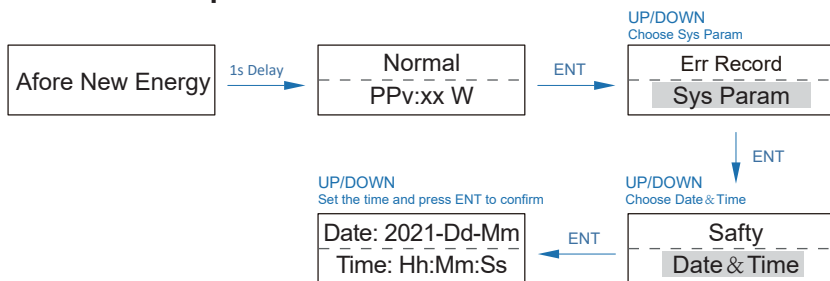 UP/DOWN
Choose Sys Param
Afore New Energy
1s Delay
Normal
PPv:xx W
ENT
Err Record
Sys Param
ENT
UP/DOWN
Set the time and press ENT to confirm
UP/DOWN
Choose Date&Time
Date: 2021-Dd-Mm
Time: Hh:Mm:Ss
ENT
Safty
Date&Time